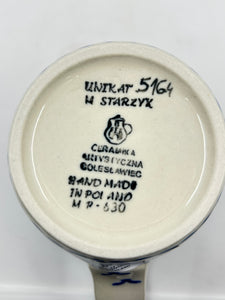 UNIKAT 5164
W STARZYK
CERAMIKA
ARTYSTYCZNA
BOLESŁAWIEC
HAND MADE
IN POLAND
M R - 630